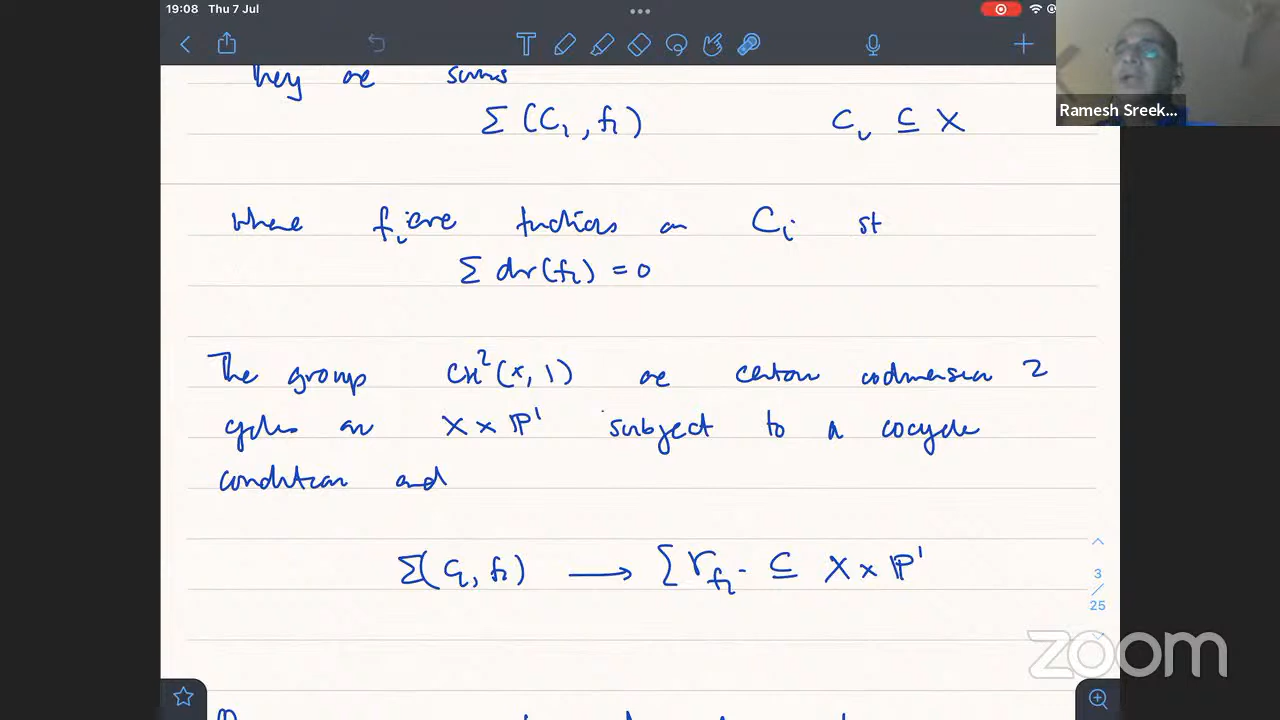 19:08 Thu 7 Jul
Ramesh Sreek...
They are sums
Σ (C_i, f_i) C_i ⊆ X
where f_i are functions on C_i st
Σ div(f_i) = 0
The group CH²(X, 1) are certain codimension 2
cycles on X × ℙ¹ subject to a cocycle
condition and
Σ(C_i, f_i) ⟶ Σ Γ_{f_i} ⊆ X × ℙ¹
3
/
25
zoom